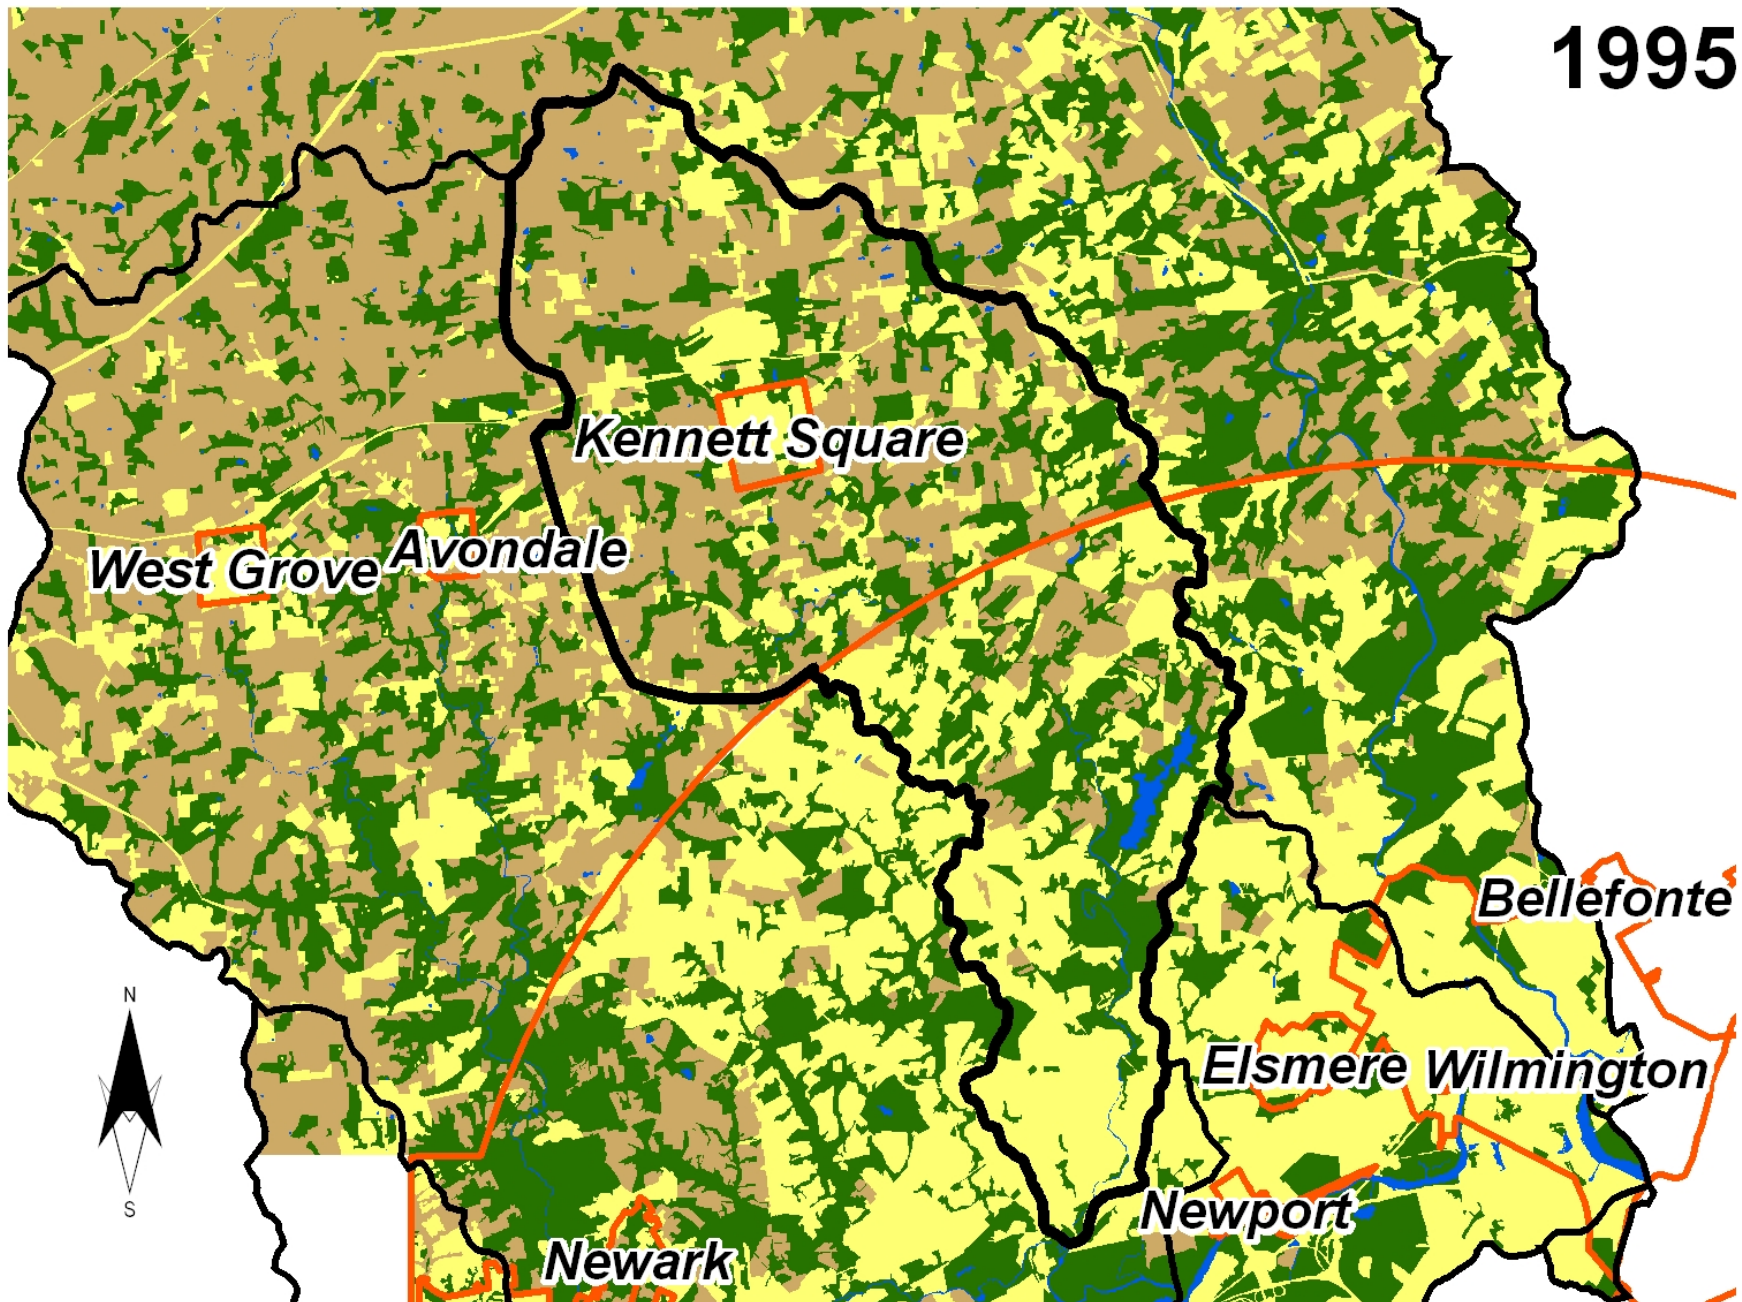 1995
Kennett Square
West Grove
Avondale
Bellefonte
N
S
Elsmere
Wilmington
Newport
Newark